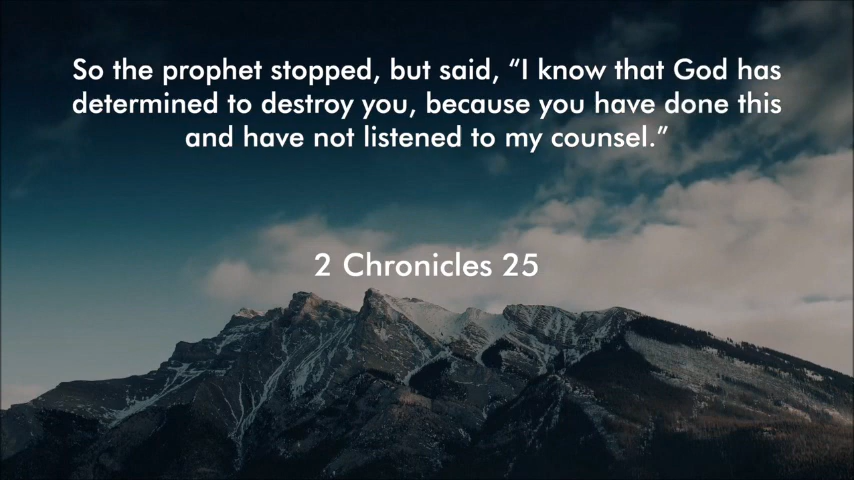 So the prophet stopped, but said, “I know that God has
determined to destroy you, because you have done this
and have not listened to my counsel.”
2 Chronicles 25